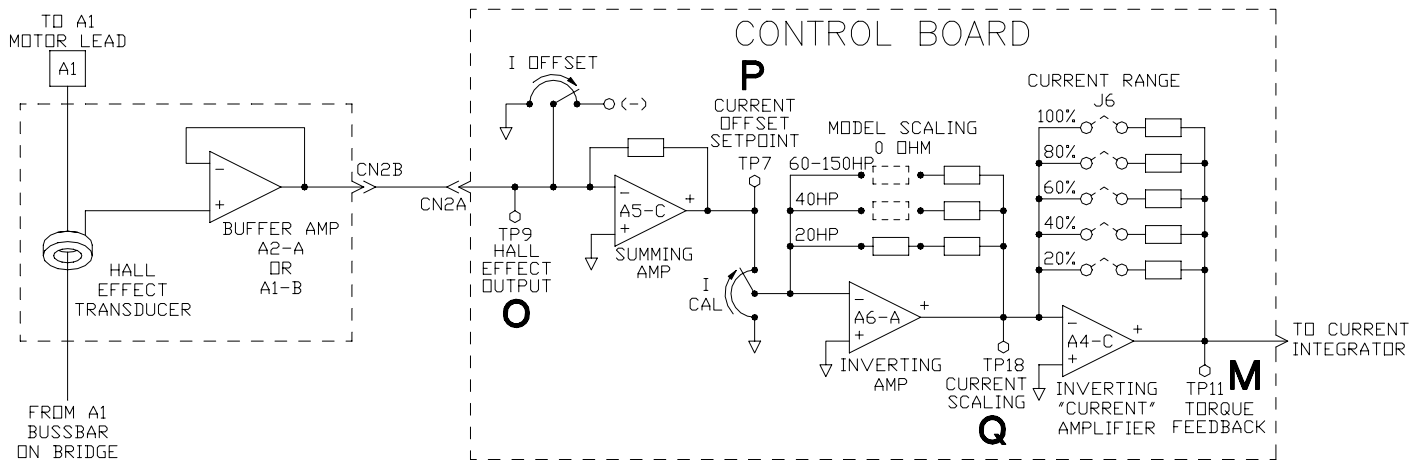 TO A1
MOTOR LEAD
A1
CONTROL BOARD
I OFFSET
(-)
P
CURRENT
OFFSET
SETPOINT
TP7
MODEL SCALING
0 OHM
60-150HP
40HP
20HP
CURRENT RANGE
J6
100%
80%
60%
40%
20%
-
+
BUFFER AMP
A2-A
OR
A1-B
HALL
EFFECT
TRANSDUCER
CN2B
CN2A
TP9
HALL
EFFECT
OUTPUT
O
-
+
A5-C
+
SUMMING
AMP
I
CAL
-
+
A6-A
+
INVERTING
AMP
TP18
CURRENT
SCALING
Q
-
+
A4-C
+
INVERTING
"CURRENT"
AMPLIFIER
TP11
M
TORQUE
FEEDBACK
TO CURRENT
INTEGRATOR
FROM A1
BUSSBAR
ON BRIDGE